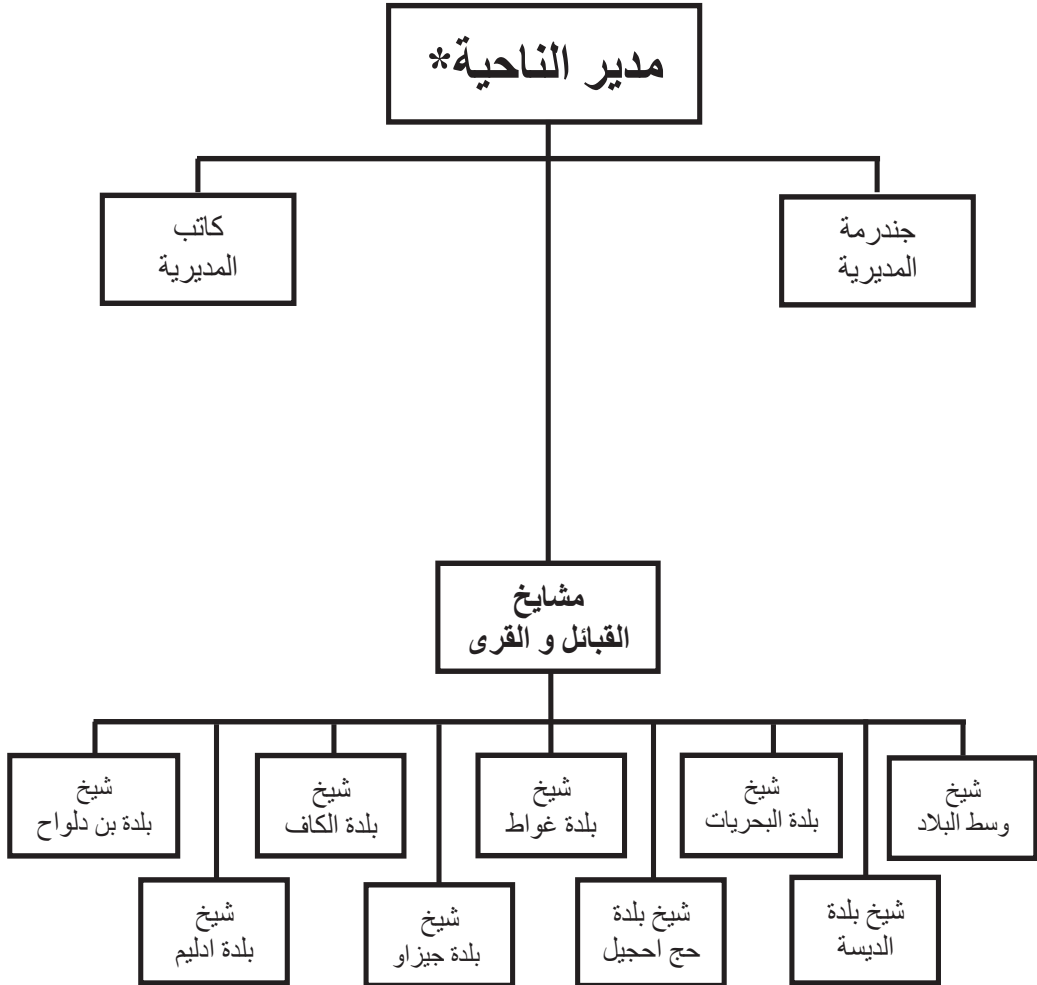 مدير الناحية*
جندرمة
المديرية
كاتب
المديرية
مشايخ
القبائل و القرى
شيخ
وسط البلاد
شيخ
بلدة البحريات
شيخ
بلدة غواط
شيخ
بلدة الكاف
شيخ
بلدة بن دلواح
شيخ بلدة
الديسة
شيخ بلدة
حج احجيل
شيخ
بلدة جيزاو
شيخ
بلدة ادليم